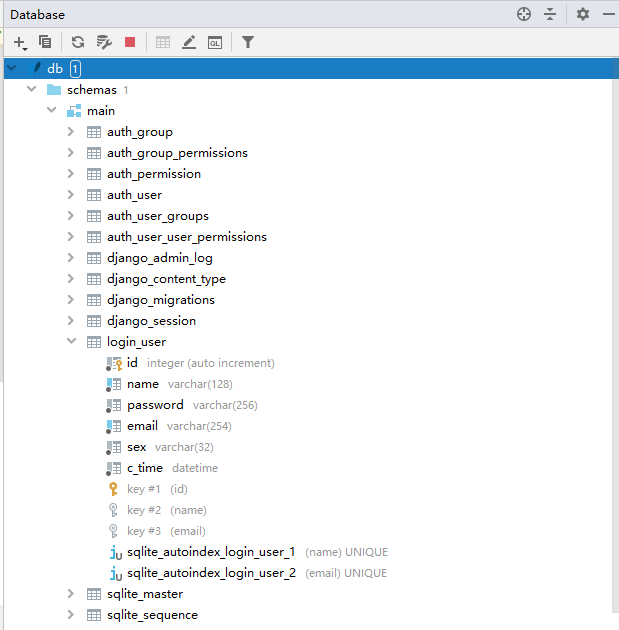 Database
QL
db 1
schemas 1
main
auth_group
auth_group_permissions
auth_permission
auth_user
auth_user_groups
auth_user_user_permissions
django_admin_log
django_content_type
django_migrations
django_session
login_user
id integer (auto increment)
name varchar(128)
password varchar(256)
email varchar(254)
sex varchar(32)
c_time datetime
key #1 (id)
key #2 (name)
key #3 (email)
sqlite_autoindex_login_user_1 (name) UNIQUE
sqlite_autoindex_login_user_2 (email) UNIQUE
sqlite_master
sqlite_sequence